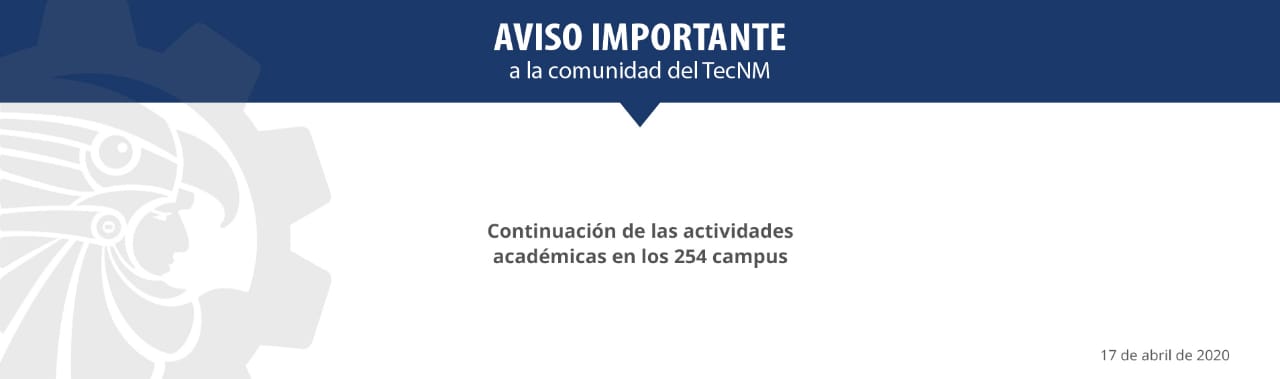 AVISO IMPORTANTE
a la comunidad del TecNM
Continuación de las actividades
académicas en los 254 campus
17 de abril de 2020